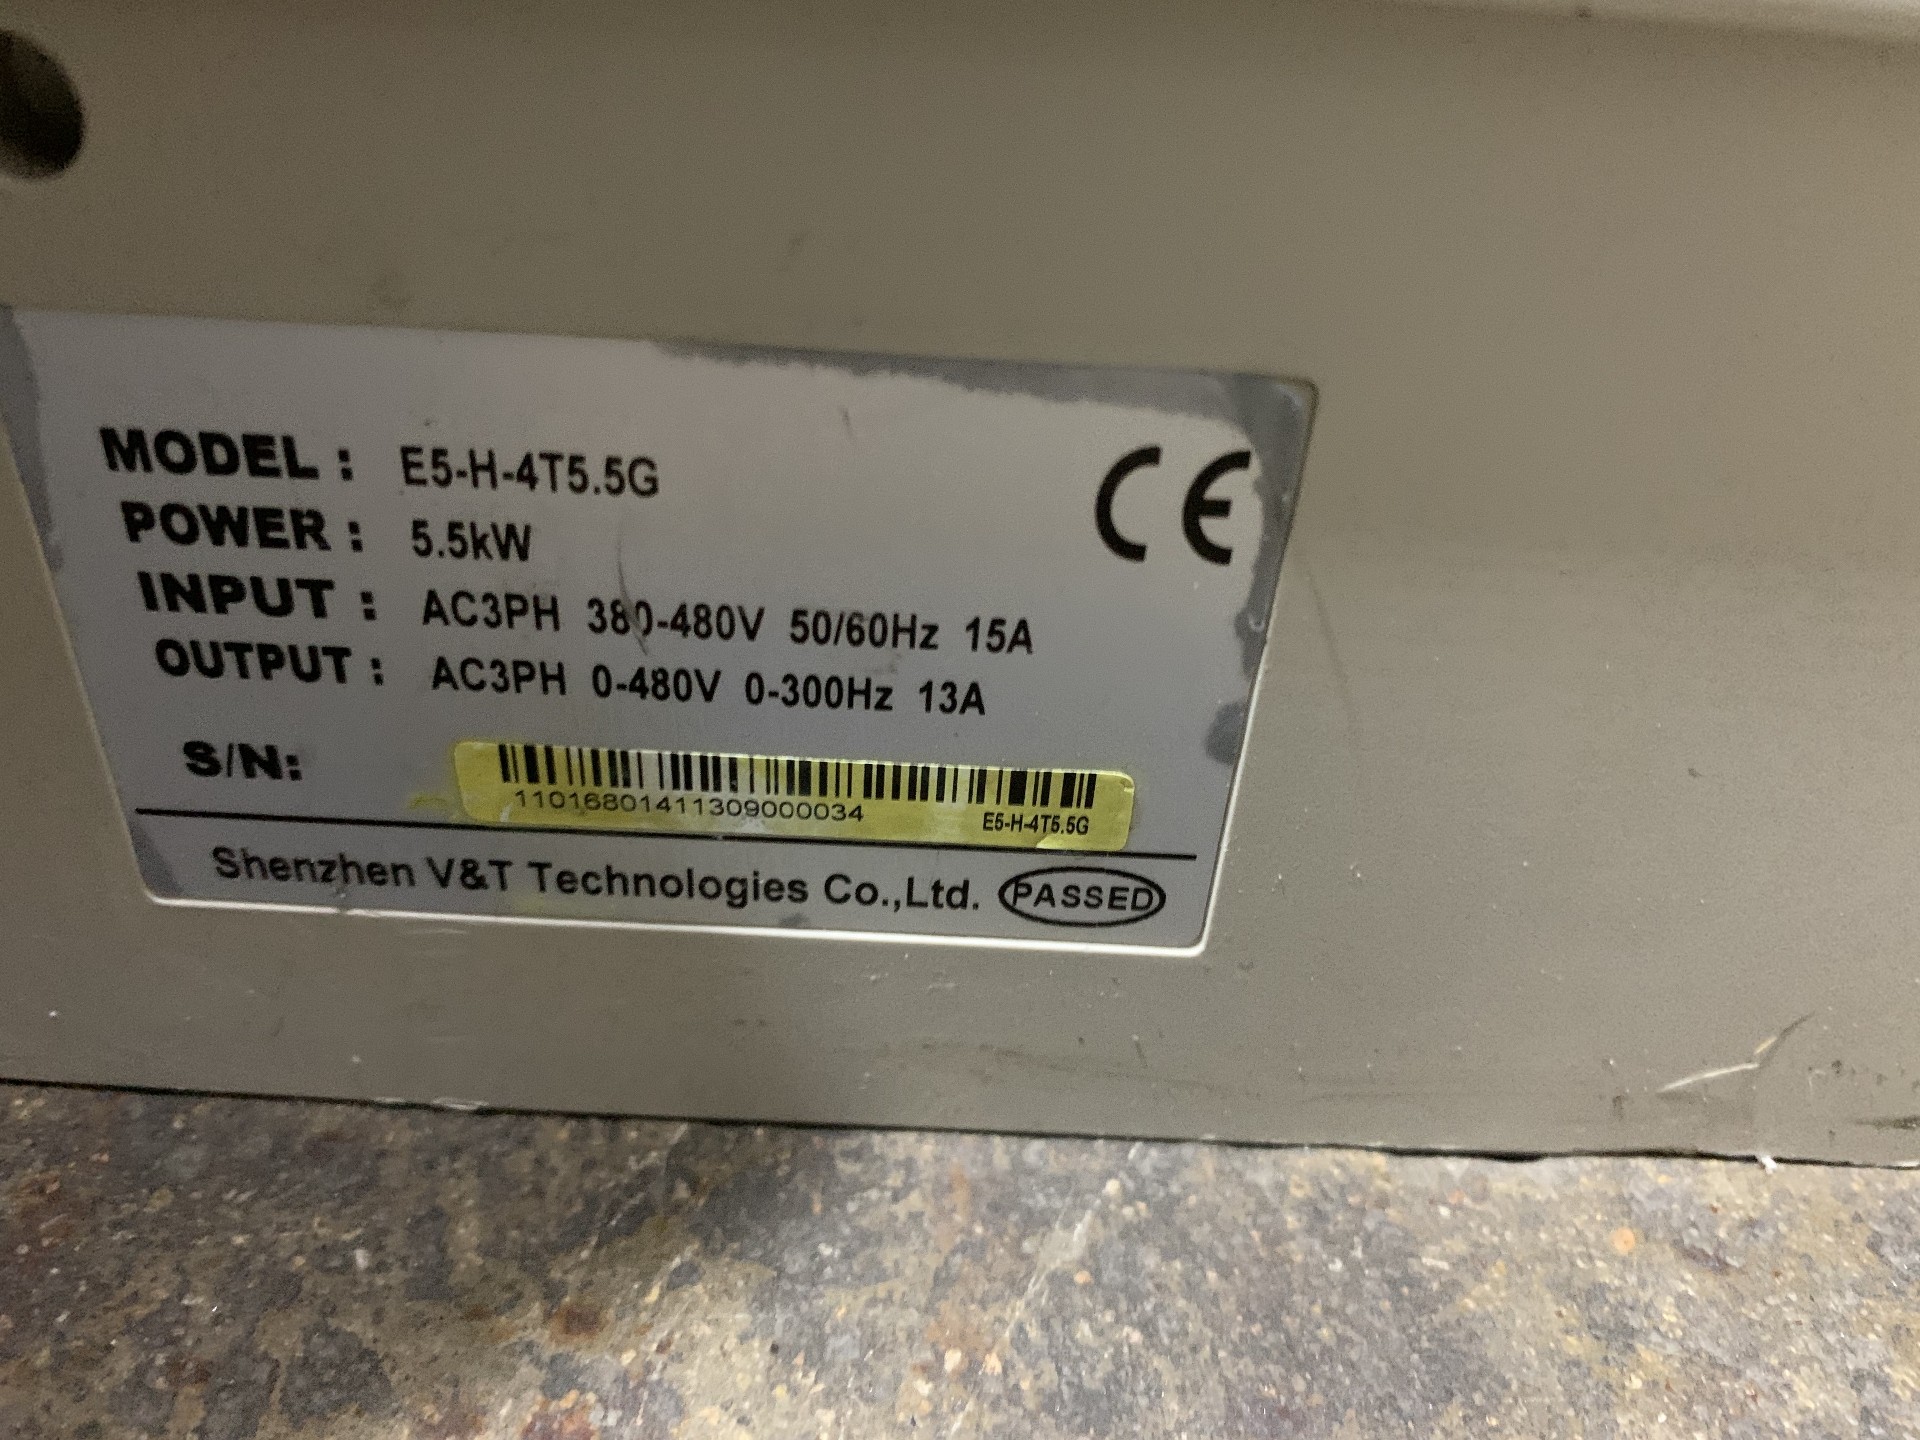 MODEL： E5-H-4T5.5G
CE
POWER： 5.5kW
INPUT： AC3PH 380-480V 50/60Hz 15A
OUTPUT： AC3PH 0-480V 0-300Hz 13A
S/N:
11016801411309000034
E5-H-4T5.5G
Shenzhen V&T Technologies Co.,Ltd. PASSED